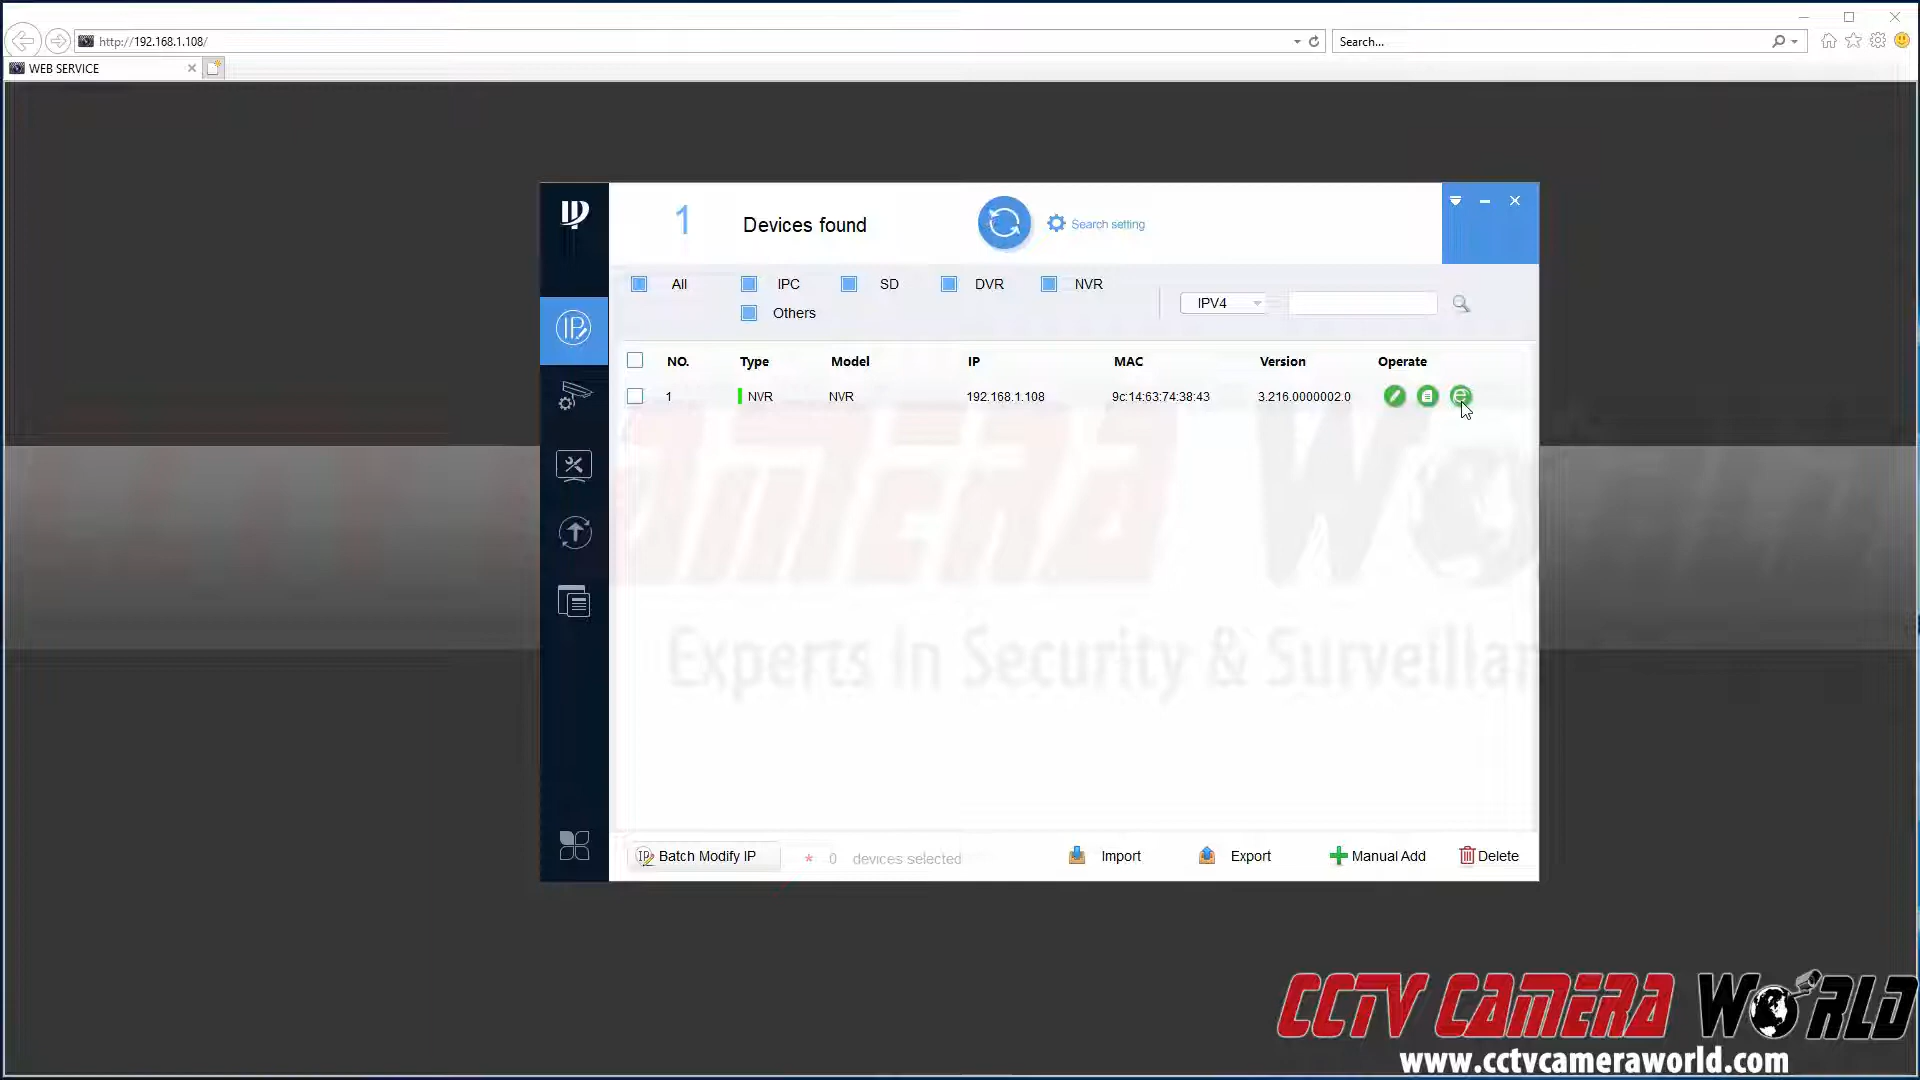 http://192.168.1.108/
Search...
WEB SERVICE
1 Devices found
Search setting
All IPC SD DVR NVR
Others
IPV4
NO. Type Model IP MAC Version Operate
1 NVR NVR 192.168.1.108 9c:14:63:74:38:43 3.216.0000002.0
CAMERA WORLD
Experts in Security & Surveillan
Batch Modify IP * 0 devices selected Import Export Manual Add Delete
CCTV CAMERA WORLD
www.cctvcameraworld.com